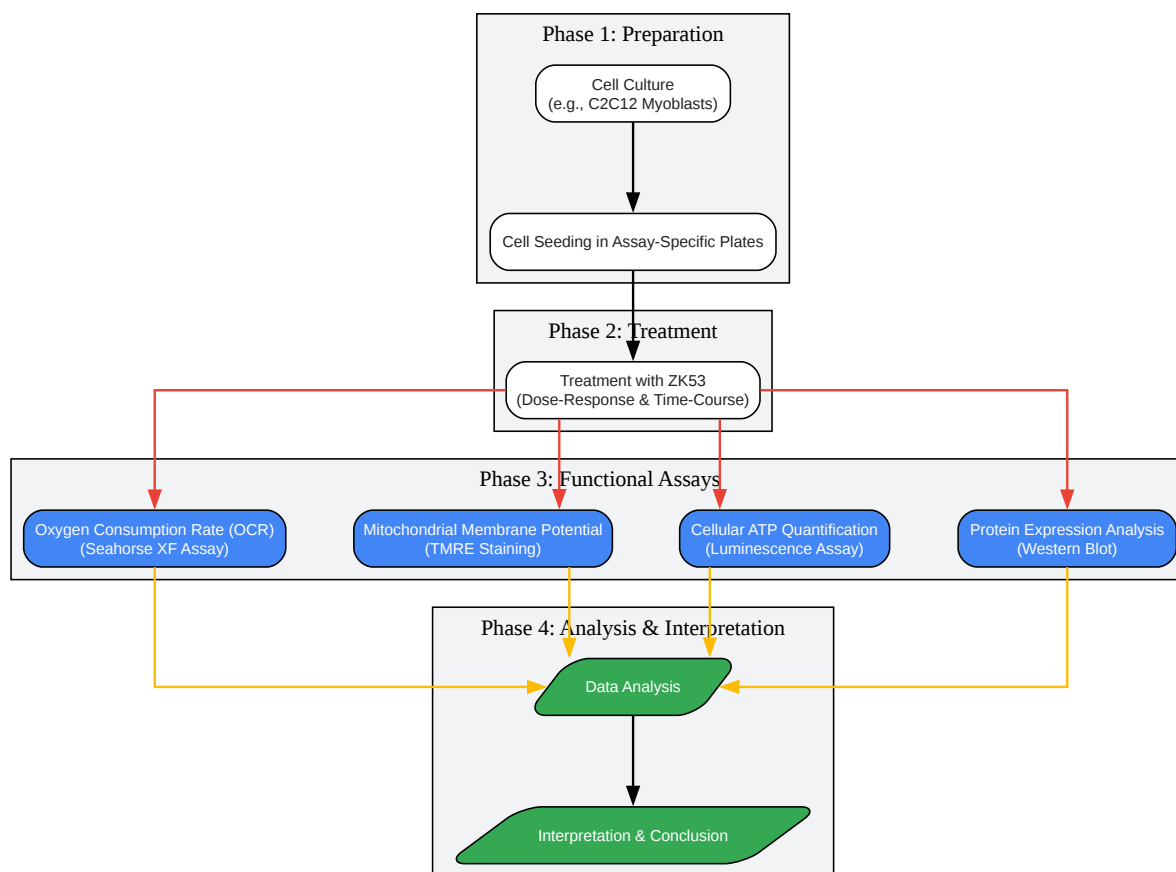 Phase 1: Preparation
Cell Culture
(e.g., C2C12 Myoblasts)
Cell Seeding in Assay-Specific Plates
Phase 2: Treatment
Treatment with ZK53
(Dose-Response & Time-Course)
Phase 3: Functional Assays
Oxygen Consumption Rate (OCR)
(Seahorse XF Assay)
Mitochondrial Membrane Potential
(TMRE Staining)
Cellular ATP Quantification
(Luminescence Assay)
Protein Expression Analysis
(Western Blot)
Phase 4: Analysis & Interpretation
Data Analysis
Interpretation & Conclusion